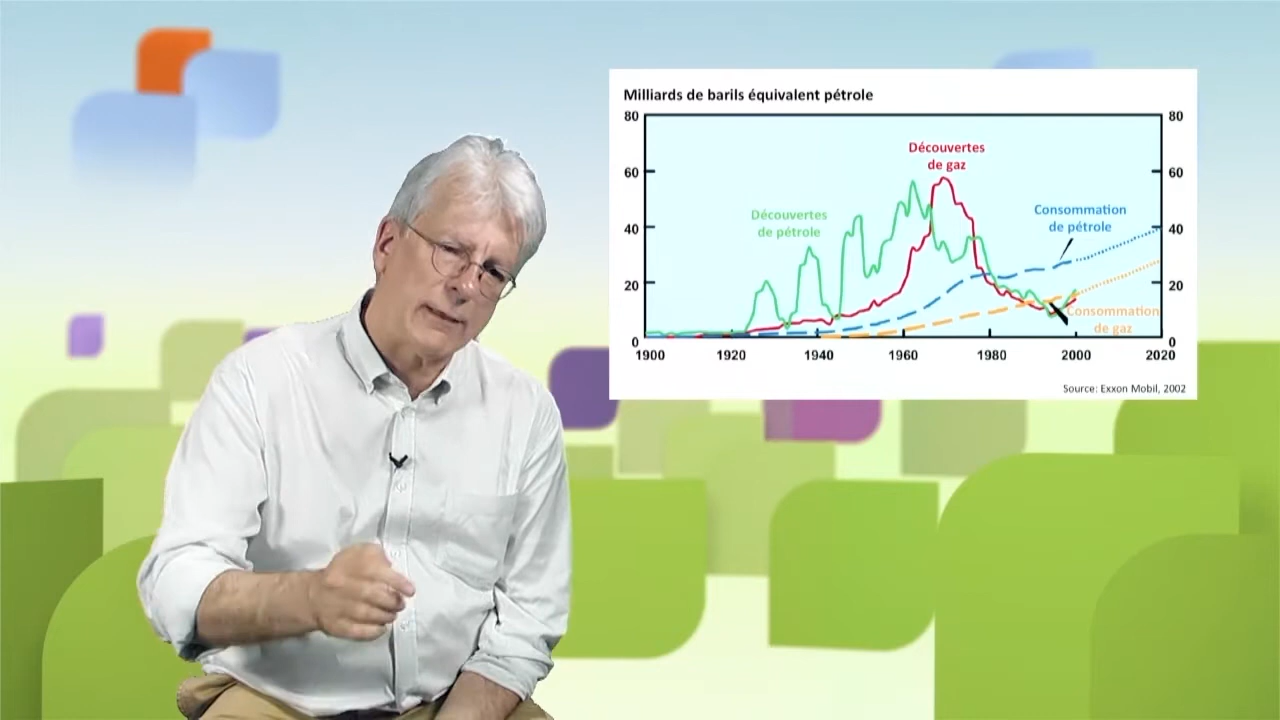 Milliards de barils équivalent pétrole
80
80
Découvertes
de gaz
60
60
Découvertes
de pétrole
Consommation
de pétrole
40
40
20
20
Consommation
de gaz
0
0
1900
1920
1940
1960
1980
2000
2020
Source: Exxon Mobil, 2002